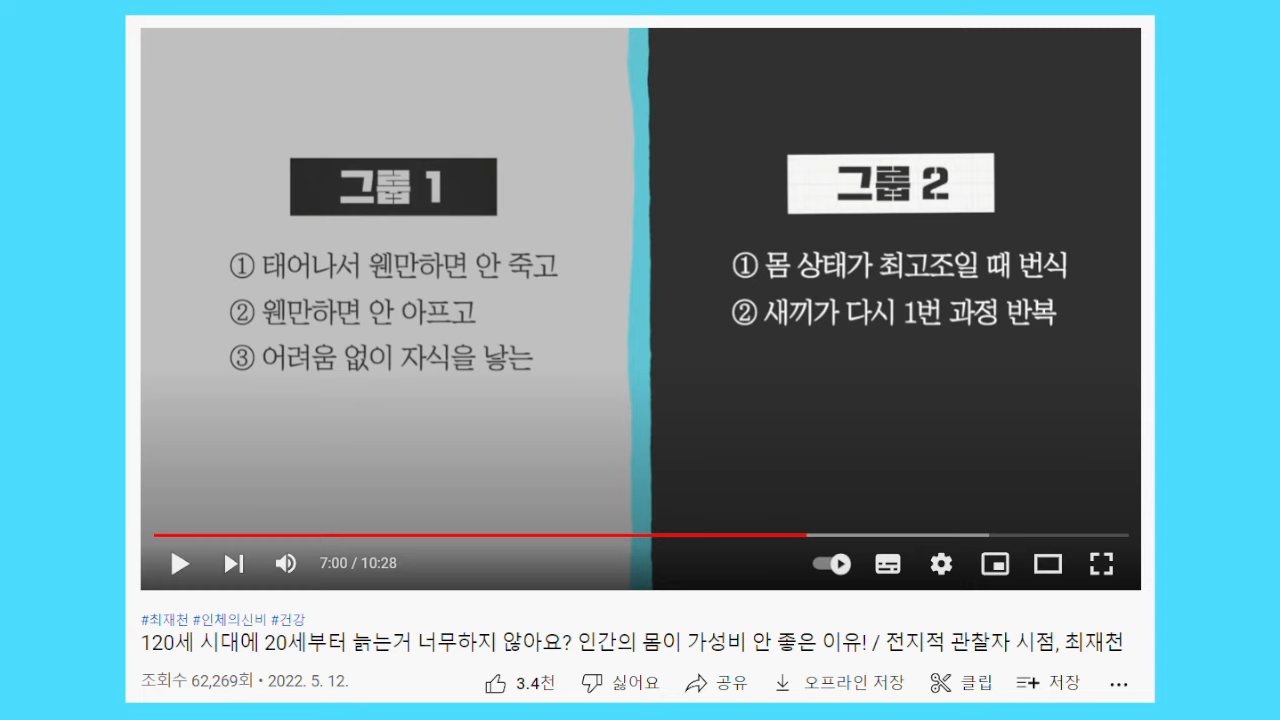 그룹 1
① 태어나서 웬만하면 안 죽고
② 웬만하면 안 아프고
③ 어려움 없이 자식을 낳는
그룹 2
① 몸 상태가 최고조일 때 번식
② 새끼가 다시 1번 과정 반복
7:00 / 10:28
#최재천 #인체의신비 #건강
120세 시대에 20세부터 늙는거 너무하지 않아요? 인간의 몸이 가성비 안 좋은 이유! / 전지적 관찰자 시점, 최재천
조회수 62,269회 • 2022. 5. 12.
3.4천 싫어요 공유 오프라인 저장 클립 저장